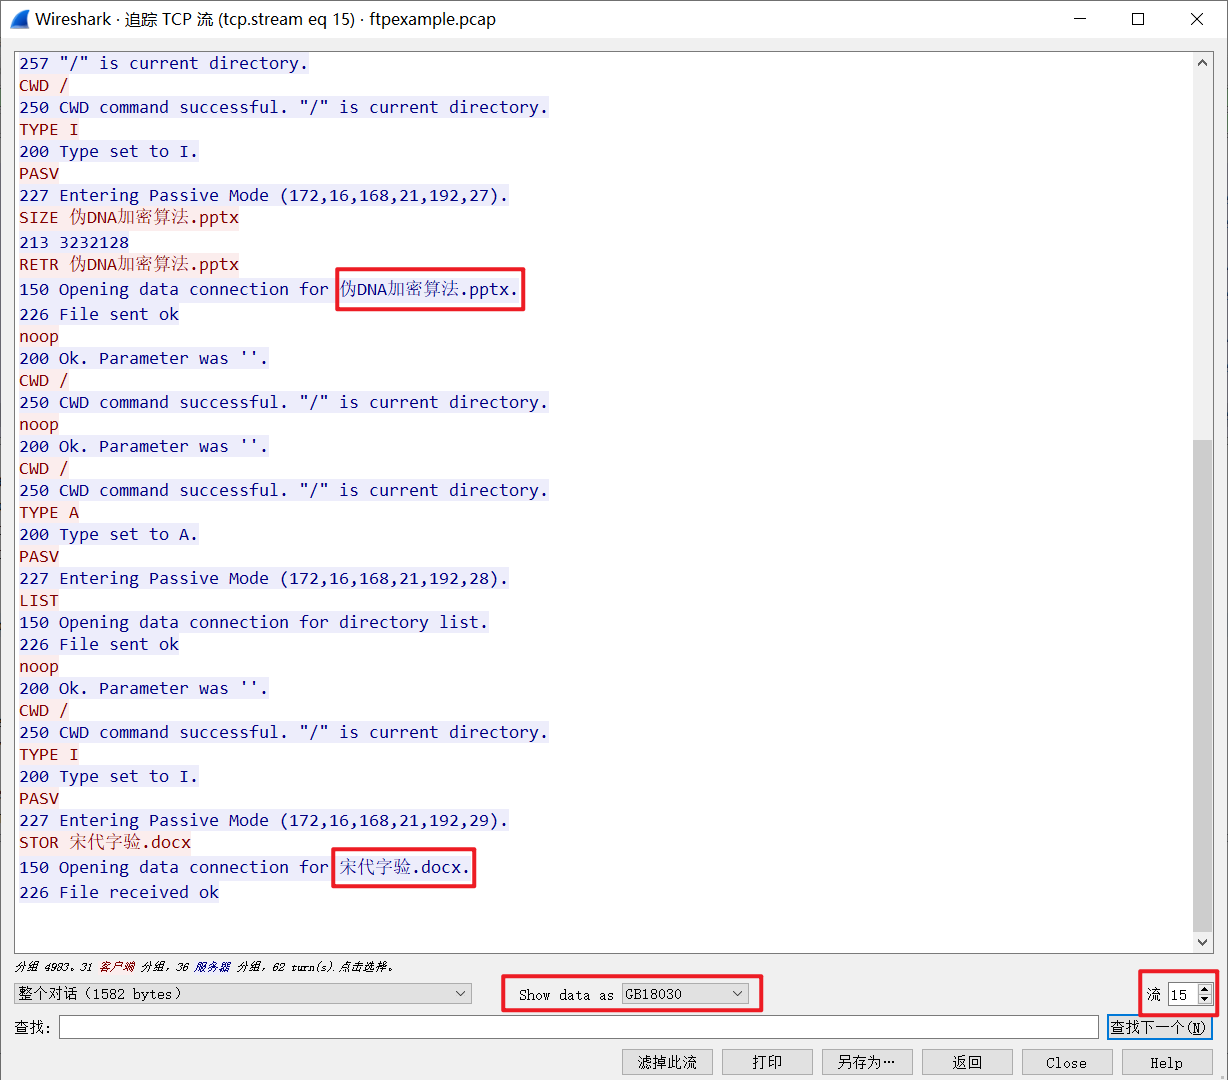 Wireshark · 追踪 TCP 流 (tcp.stream eq 15) · ftpexample.pcap
257 "/" is current directory.
CWD /
250 CWD command successful. "/" is current directory.
TYPE I
200 Type set to I.
PASV
227 Entering Passive Mode (172,16,168,21,192,27).
SIZE 伪DNA加密算法.pptx
213 3232128
RETR 伪DNA加密算法.pptx
150 Opening data connection for 伪DNA加密算法.pptx.
226 File sent ok
noop
200 Ok. Parameter was ''.
CWD /
250 CWD command successful. "/" is current directory.
noop
200 Ok. Parameter was ''.
CWD /
250 CWD command successful. "/" is current directory.
TYPE A
200 Type set to A.
PASV
227 Entering Passive Mode (172,16,168,21,192,28).
LIST
150 Opening data connection for directory list.
226 File sent ok
noop
200 Ok. Parameter was ''.
CWD /
250 CWD command successful. "/" is current directory.
TYPE I
200 Type set to I.
PASV
227 Entering Passive Mode (172,16,168,21,192,29).
STOR 宋代字验.docx
150 Opening data connection for 宋代字验.docx.
226 File received ok
分组 4983。31 客户端 分组，36 服务器 分组，62 turn(s).点击选择。
整个对话（1582 bytes） Show data as GB18030 流 15
查找： 查找下一个(N)
滤掉此流 打印 另存为… 返回 Close Help